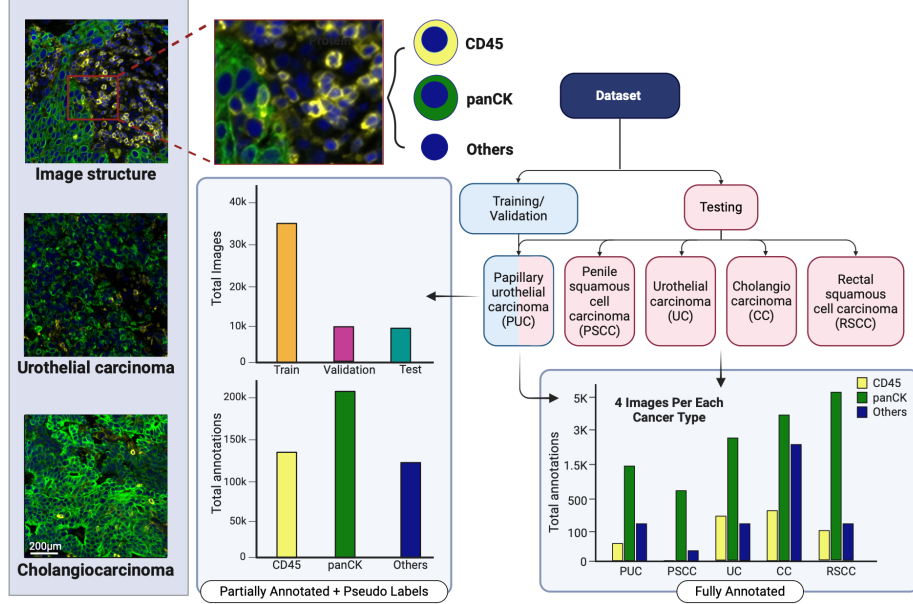 Image structure
Urothelial carcinoma
200μm
Cholangiocarcinoma
CD45
panCK
Others
Dataset
Training/
Validation
Testing
Papillary
urothelial
carcinoma
(PUC)
Penile
squamous
cell
carcinoma
(PSCC)
Urothelial
carcinoma
(UC)
Cholangio
carcinoma
(CC)
Rectal
squamous
cell carcinoma
(RSCC)
Total Images
40k
30k
20k
10k
0
Train
Validation
Test
Total annotations
200k
150k
100k
50k
0
CD45
panCK
Others
Partially Annotated + Pseudo Labels
4 Images Per Each
Cancer Type
CD45
panCK
Others
Total annotations
5K
3K
1.5K
500
100
0
PUC
PSCC
UC
CC
RSCC
Fully Annotated